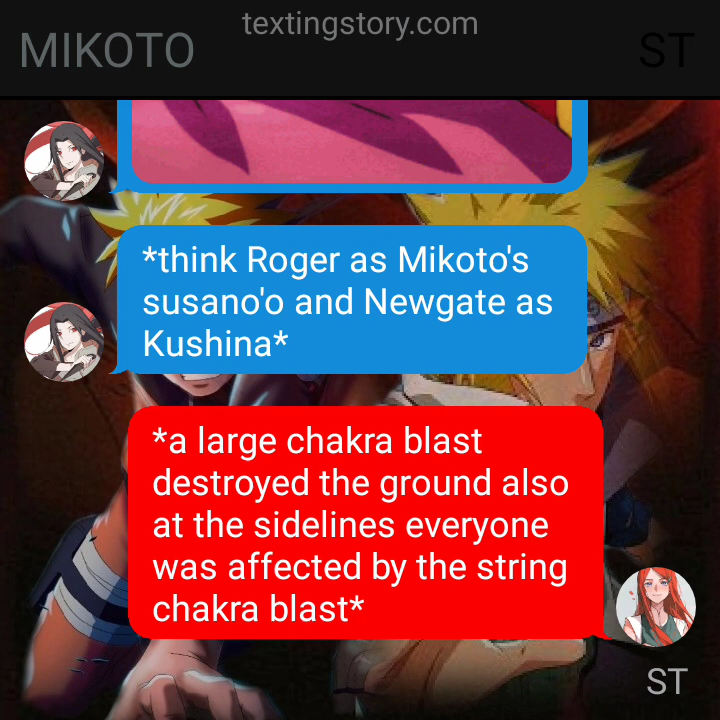 textingstory.com
MIKOTO
ST
*think Roger as Mikoto's
susano'o and Newgate as
Kushina*
*a large chakra blast
destroyed the ground also
at the sidelines everyone
was affected by the string
chakra blast*
ST